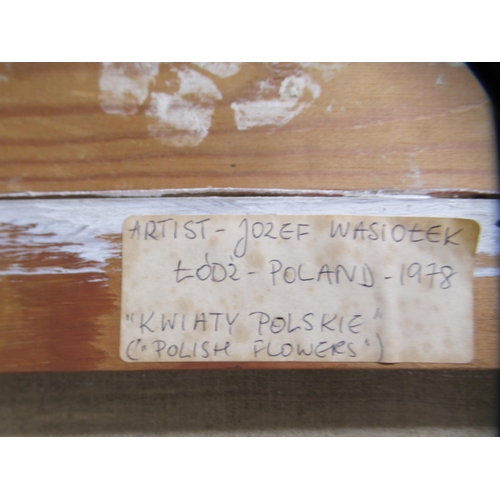 ARTIST - JOZEF WASIOŁEK
ŁÓDŹ - POLAND - 1978
"KWIATY POLSKIE"
("POLISH FLOWERS")